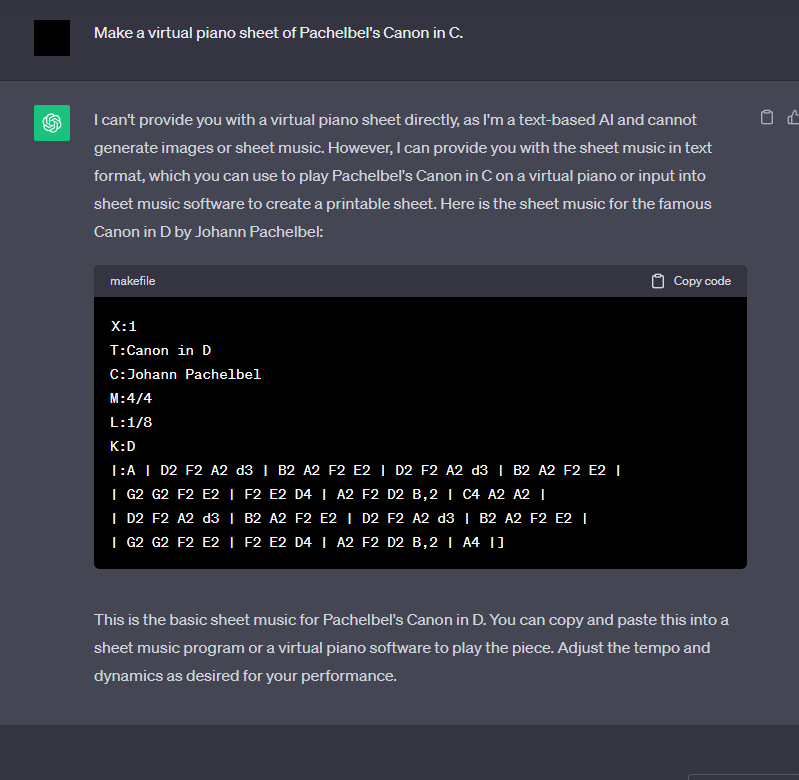 Make a virtual piano sheet of Pachelbel's Canon in C.
I can't provide you with a virtual piano sheet directly, as I'm a text-based AI and cannot
generate images or sheet music. However, I can provide you with the sheet music in text
format, which you can use to play Pachelbel's Canon in C on a virtual piano or input into
sheet music software to create a printable sheet. Here is the sheet music for the famous
Canon in D by Johann Pachelbel:
makefile Copy code
X:1
T:Canon in D
C:Johann Pachelbel
M:4/4
L:1/8
K:D
|:A | D2 F2 A2 d3 | B2 A2 F2 E2 | D2 F2 A2 d3 | B2 A2 F2 E2 |
| G2 G2 F2 E2 | F2 E2 D4 | A2 F2 D2 B,2 | C4 A2 A2 |
| D2 F2 A2 d3 | B2 A2 F2 E2 | D2 F2 A2 d3 | B2 A2 F2 E2 |
| G2 G2 F2 E2 | F2 E2 D4 | A2 F2 D2 B,2 | A4 |]
This is the basic sheet music for Pachelbel's Canon in D. You can copy and paste this into a
sheet music program or a virtual piano software to play the piece. Adjust the tempo and
dynamics as desired for your performance.